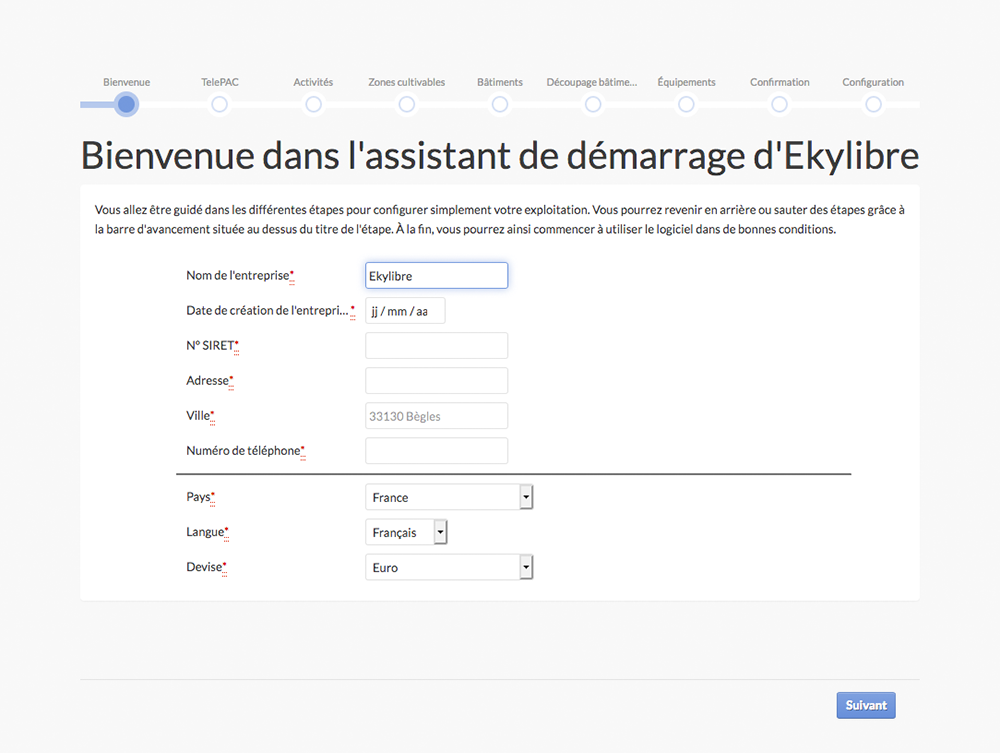 Bienvenue TelePAC Activités Zones cultivables Bâtiments Découpage bâtime... Équipements Confirmation Configuration
Bienvenue dans l'assistant de démarrage d'Ekylibre
Vous allez être guidé dans les différentes étapes pour configurer simplement votre exploitation. Vous pourrez revenir en arrière ou sauter des étapes grâce à
la barre d'avancement située au dessus du titre de l'étape. À la fin, vous pourrez ainsi commencer à utiliser le logiciel dans de bonnes conditions.
Nom de l'entreprise* Ekylibre
Date de création de l'entrepri...* jj / mm / aa
N° SIRET*
Adresse*
Ville* 33130 Bègles
Numéro de téléphone*
Pays* France
Langue* Français
Devise* Euro
Suivant